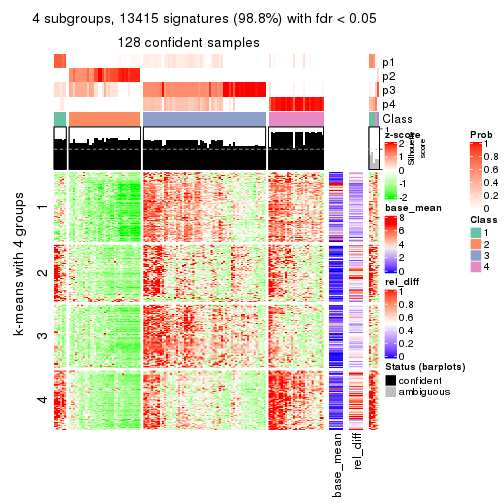 4 subgroups, 13415 signatures (98.8%) with fdr < 0.05
128 confident samples
p1
p2
p3
p4
Class
1
Silhouette
score
k-means with 4 groups
1
2
3
4
base_mean
rel_diff
z-score
2
1
0
-1
-2
base_mean
8
6
4
2
0
rel_diff
1
0.8
0.6
0.4
0.2
0
Status (barplots)
confident
ambiguous
Prob
1
0.8
0.6
0.4
0.2
0
Class
1
2
3
4